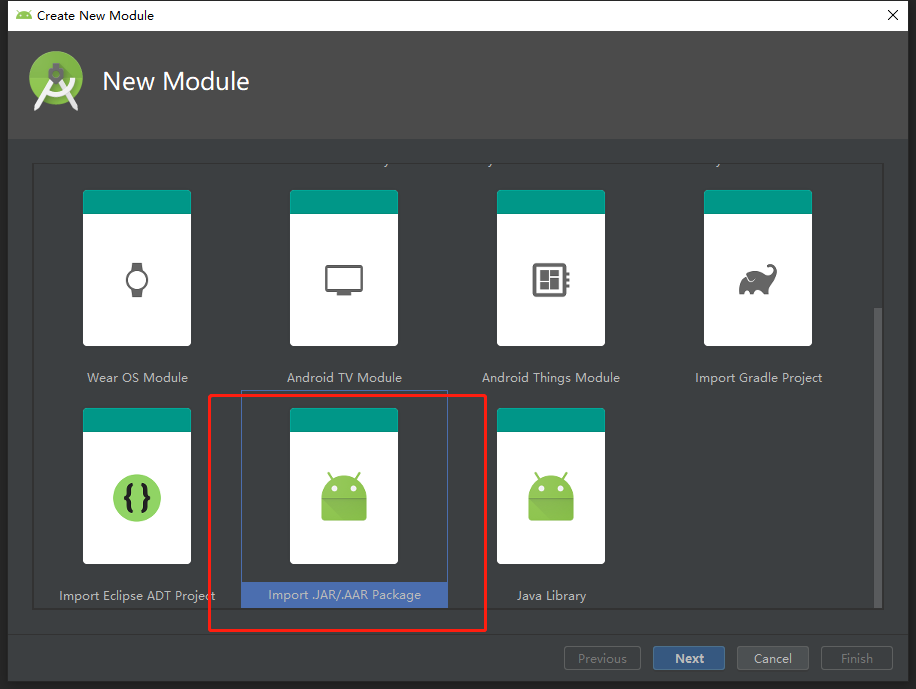 Create New Module
New Module
Wear OS Module
Android TV Module
Android Things Module
Import Gradle Project
Import Eclipse ADT Project
Import .JAR/.AAR Package
Java Library
Previous
Next
Cancel
Finish